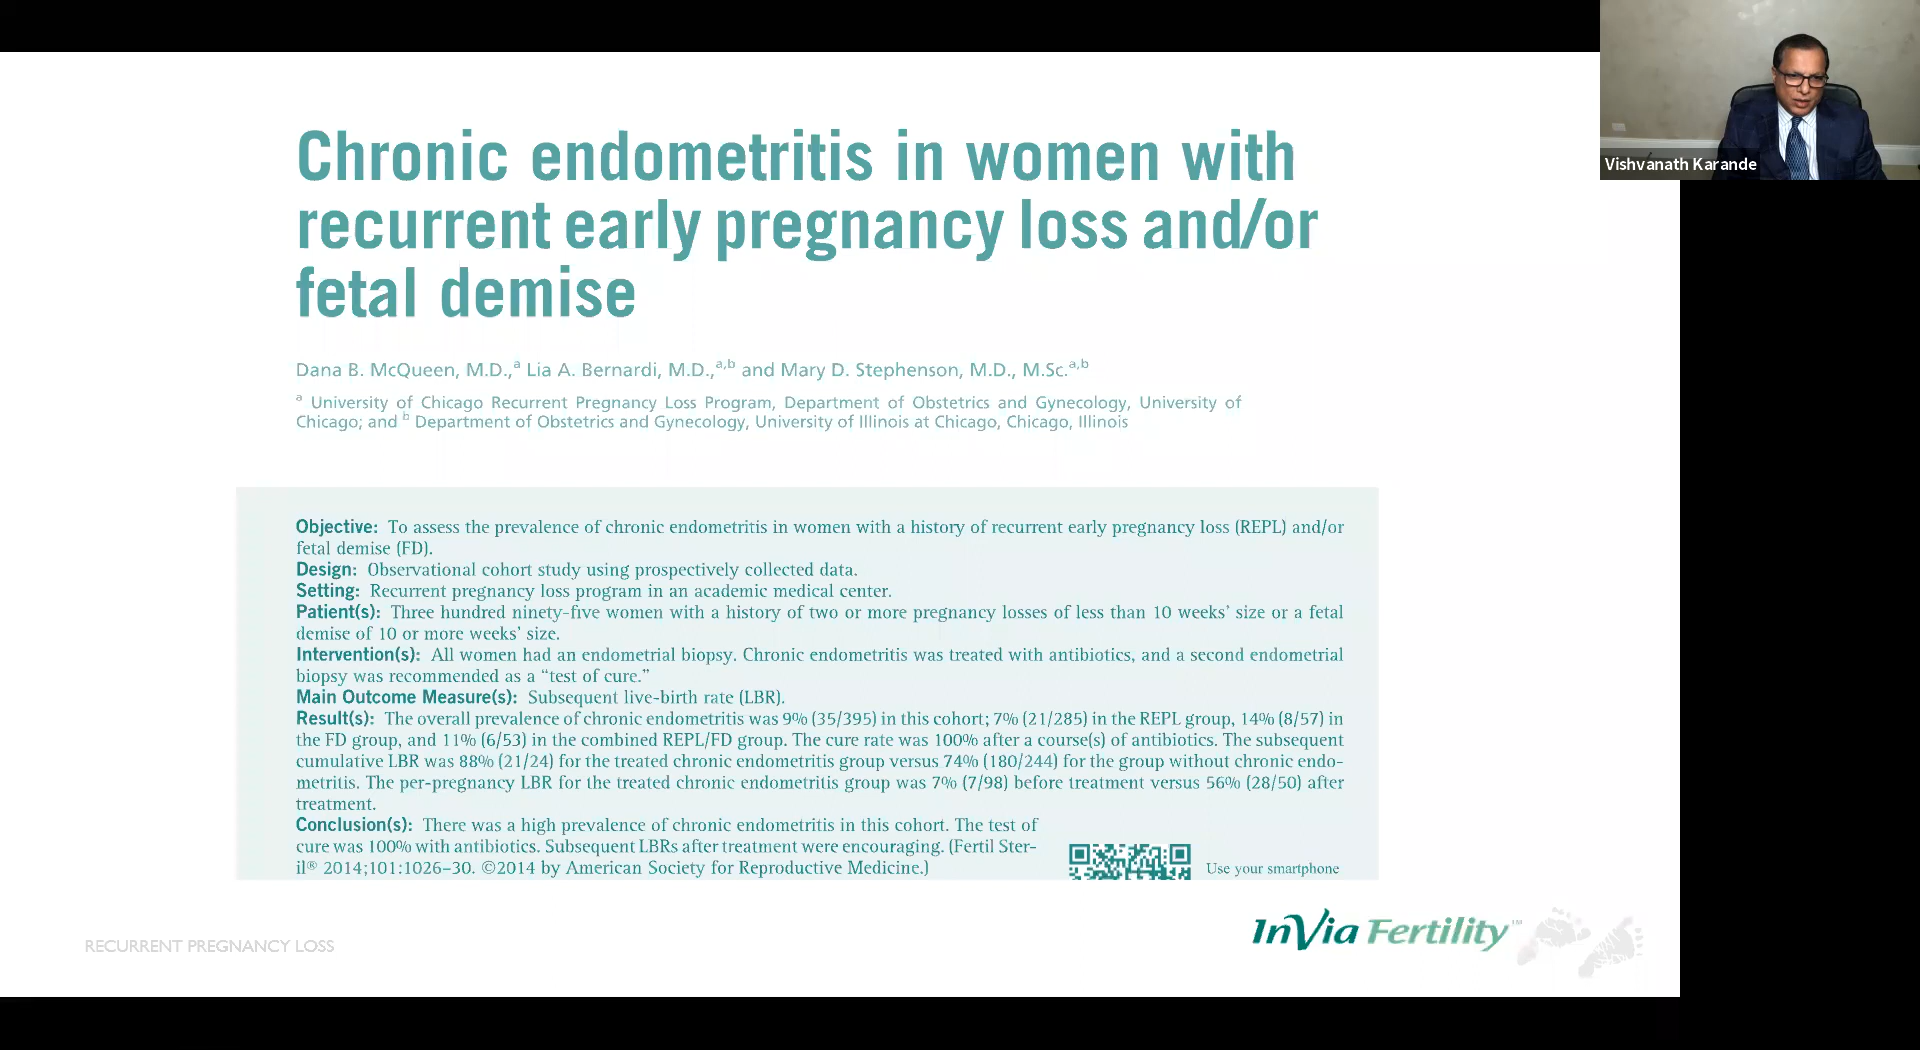 Vishvanath Karande
Chronic endometritis in women with
recurrent early pregnancy loss and/or
fetal demise
Dana B. McQueen, M.D.,a Lia A. Bernardi, M.D.,a,b and Mary D. Stephenson, M.D., M.Sc.a,b
a University of Chicago Recurrent Pregnancy Loss Program, Department of Obstetrics and Gynecology, University of
Chicago; and b Department of Obstetrics and Gynecology, University of Illinois at Chicago, Chicago, Illinois
Objective: To assess the prevalence of chronic endometritis in women with a history of recurrent early pregnancy loss (REPL) and/or
fetal demise (FD).
Design: Observational cohort study using prospectively collected data.
Setting: Recurrent pregnancy loss program in an academic medical center.
Patient(s): Three hundred ninety-five women with a history of two or more pregnancy losses of less than 10 weeks' size or a fetal
demise of 10 or more weeks' size.
Intervention(s): All women had an endometrial biopsy. Chronic endometritis was treated with antibiotics, and a second endometrial
biopsy was recommended as a “test of cure.”
Main Outcome Measure(s): Subsequent live-birth rate (LBR).
Result(s): The overall prevalence of chronic endometritis was 9% (35/395) in this cohort; 7% (21/285) in the REPL group, 14% (8/57) in
the FD group, and 11% (6/53) in the combined REPL/FD group. The cure rate was 100% after a course(s) of antibiotics. The subsequent
cumulative LBR was 88% (21/24) for the treated chronic endometritis group versus 74% (180/244) for the group without chronic endo-
metritis. The per-pregnancy LBR for the treated chronic endometritis group was 7% (7/98) before treatment versus 56% (28/50) after
treatment.
Conclusion(s): There was a high prevalence of chronic endometritis in this cohort. The test of
cure was 100% with antibiotics. Subsequent LBRs after treatment were encouraging. (Fertil Ster-
il® 2014;101:1026–30. ©2014 by American Society for Reproductive Medicine.)
Use your smartphone
RECURRENT PREGNANCY LOSS
InVia Fertility™